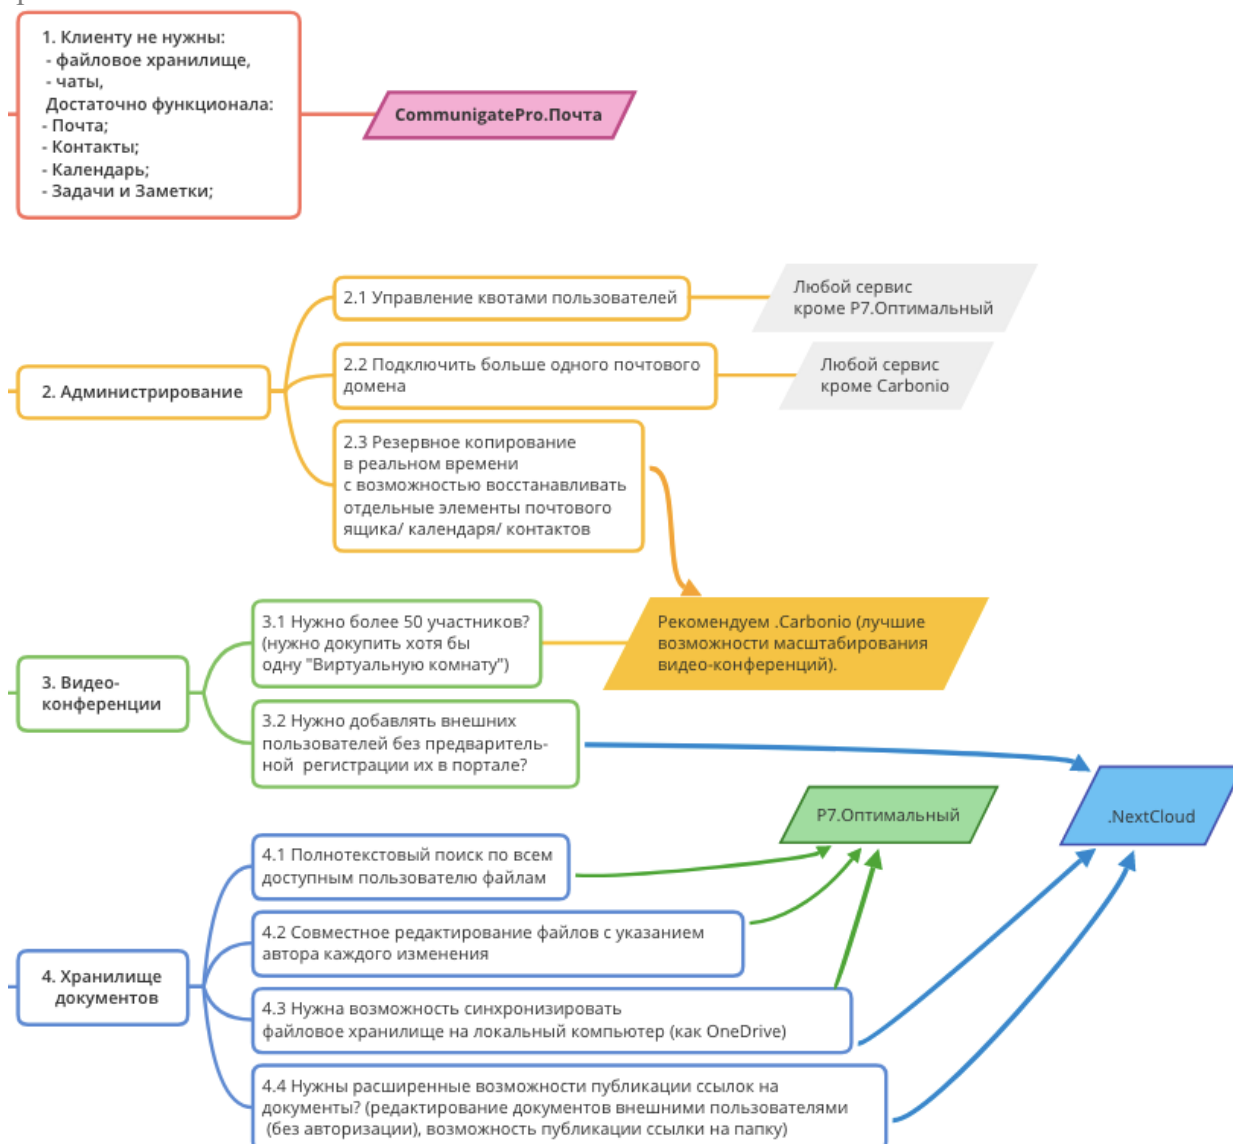 1. Клиенту не нужны:
- файловое хранилище,
- чаты,
Достаточно функционала:
- Почта;
- Контакты;
- Календарь;
- Задачи и Заметки;
CommunigatePro.Почта
2. Администрирование
2.1 Управление квотами пользователей
Любой сервис
кроме Р7.Оптимальный
2.2 Подключить больше одного почтового
домена
Любой сервис
кроме Carbonio
2.3 Резервное копирование
в реальном времени
с возможностью восстанавливать
отдельные элементы почтового
ящика/ календаря/ контактов
3. Видео-
конференции
3.1 Нужно более 50 участников?
(нужно докупить хотя бы
одну "Виртуальную комнату")
Рекомендуем .Carbonio (лучшие
возможности масштабирования
видео-конференций).
3.2 Нужно добавлять внешних
пользователей без предваритель-
ной регистрации их в портале?
Р7.Оптимальный
.NextCloud
4. Хранилище
документов
4.1 Полнотекстовый поиск по всем
доступным пользователю файлам
4.2 Совместное редактирование файлов с указанием
автора каждого изменения
4.3 Нужна возможность синхронизировать
файловое хранилище на локальный компьютер (как OneDrive)
4.4 Нужны расширенные возможности публикации ссылок на
документы? (редактирование документов внешними пользователями
(без авторизации), возможность публикации ссылки на папку)